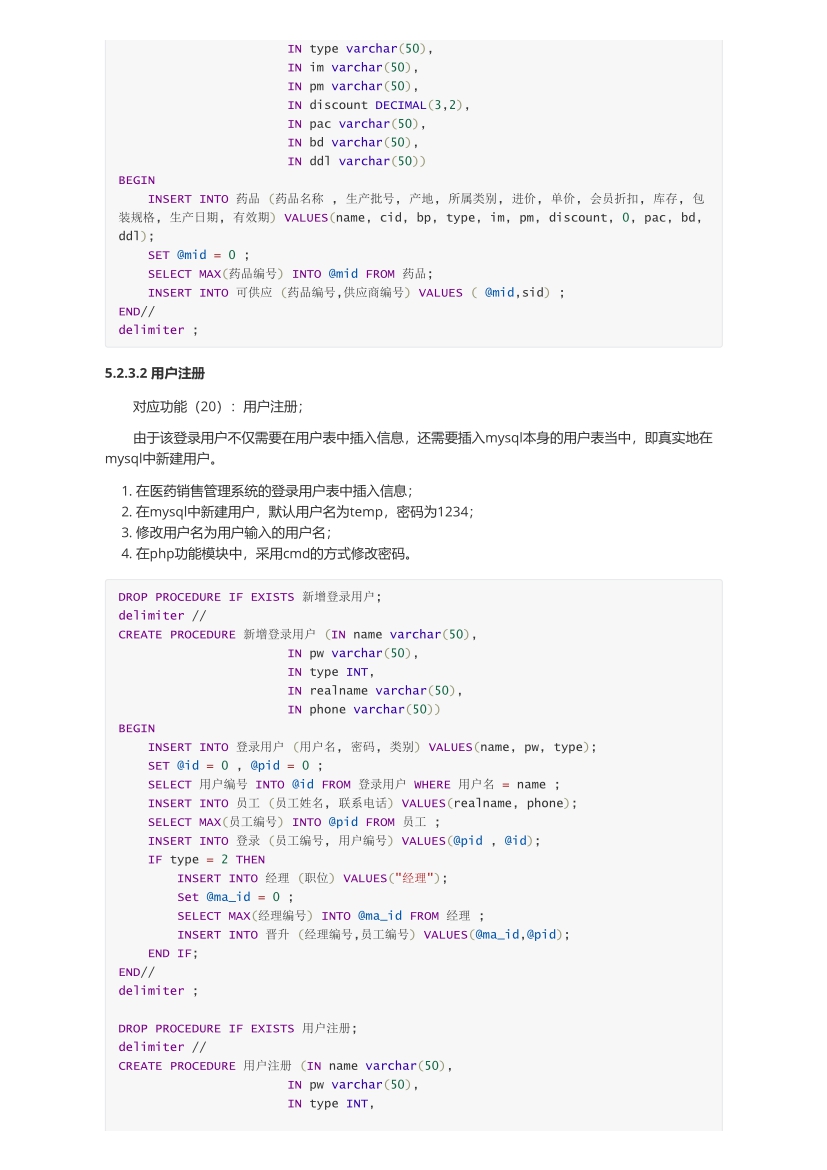 IN type varchar(50),
IN im varchar(50),
IN pm varchar(50),
IN discount DECIMAL(3,2),
IN pac varchar(50),
IN bd varchar(50),
IN ddl varchar(50))
BEGIN
INSERT INTO 药品 (药品名称 , 生产批号, 产地, 所属类别, 进价, 单价, 会员折扣, 库存, 包
装规格, 生产日期, 有效期) VALUES(name, cid, bp, type, im, pm, discount, 0, pac, bd,
ddl);
SET @mid = 0 ;
SELECT MAX(药品编号) INTO @mid FROM 药品;
INSERT INTO 可供应 (药品编号,供应商编号) VALUES ( @mid,sid) ;
END//
delimiter ;
5.2.3.2 用户注册
对应功能（20）：用户注册；
由于该登录用户不仅需要在用户表中插入信息，还需要插入mysql本身的用户表当中，即真实地在
mysql中新建用户。
1. 在医药销售管理系统的登录用户表中插入信息；
2. 在mysql中新建用户，默认用户名为temp，密码为1234；
3. 修改用户名为用户输入的用户名；
4. 在php功能模块中，采用cmd的方式修改密码。
DROP PROCEDURE IF EXISTS 新增登录用户;
delimiter //
CREATE PROCEDURE 新增登录用户 (IN name varchar(50),
IN pw varchar(50),
IN type INT,
IN realname varchar(50),
IN phone varchar(50))
BEGIN
INSERT INTO 登录用户 (用户名, 密码, 类别) VALUES(name, pw, type);
SET @id = 0 , @pid = 0 ;
SELECT 用户编号 INTO @id FROM 登录用户 WHERE 用户名 = name ;
INSERT INTO 员工 (员工姓名, 联系电话) VALUES(realname, phone);
SELECT MAX(员工编号) INTO @pid FROM 员工 ;
INSERT INTO 登录 (员工编号, 用户编号) VALUES(@pid , @id);
IF type = 2 THEN
INSERT INTO 经理 (职位) VALUES("经理");
Set @ma_id = 0 ;
SELECT MAX(经理编号) INTO @ma_id FROM 经理 ;
INSERT INTO 晋升 (经理编号,员工编号) VALUES(@ma_id,@pid);
END IF;
END//
delimiter ;
DROP PROCEDURE IF EXISTS 用户注册;
delimiter //
CREATE PROCEDURE 用户注册 (IN name varchar(50),
IN pw varchar(50),
IN type INT,